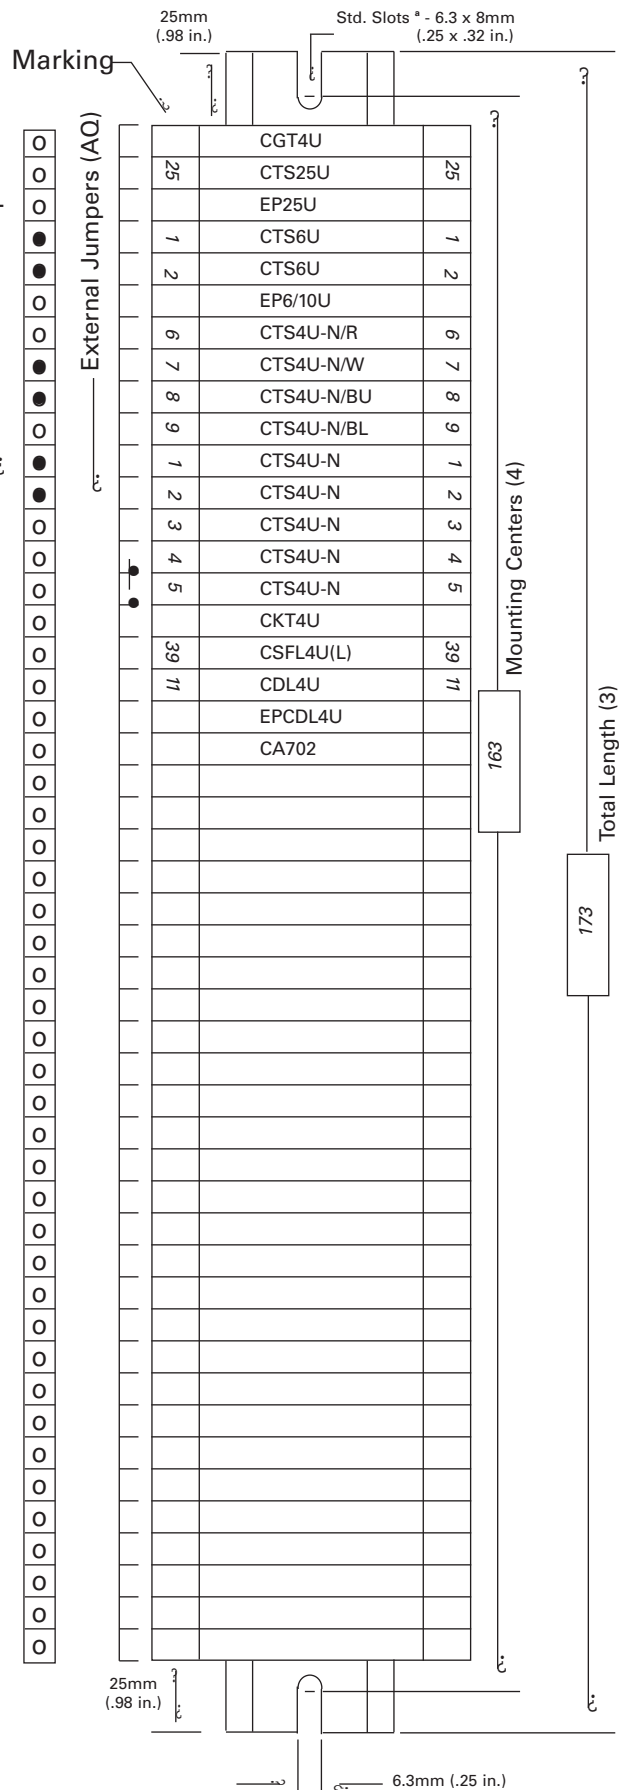 25mm
(.98 in.)
Std. Slots ª - 6.3 x 8mm
(.25 x .32 in.)
Marking
External Jumpers (AQ)
CGT4U
25 CTS25U 25
EP25U
1 CTS6U 1
2 CTS6U 2
EP6/10U
6 CTS4U-N/R 6
7 CTS4U-N/W 7
8 CTS4U-N/BU 8
9 CTS4U-N/BL 9
1 CTS4U-N 1
2 CTS4U-N 2
3 CTS4U-N 3
4 CTS4U-N 4
5 CTS4U-N 5
CKT4U
39 CSFL4U(L) 39
11 CDL4U 11
EPCDL4U
CA702
Mounting Centers (4)
163
Total Length (3)
173
25mm
(.98 in.)
6.3mm (.25 in.)